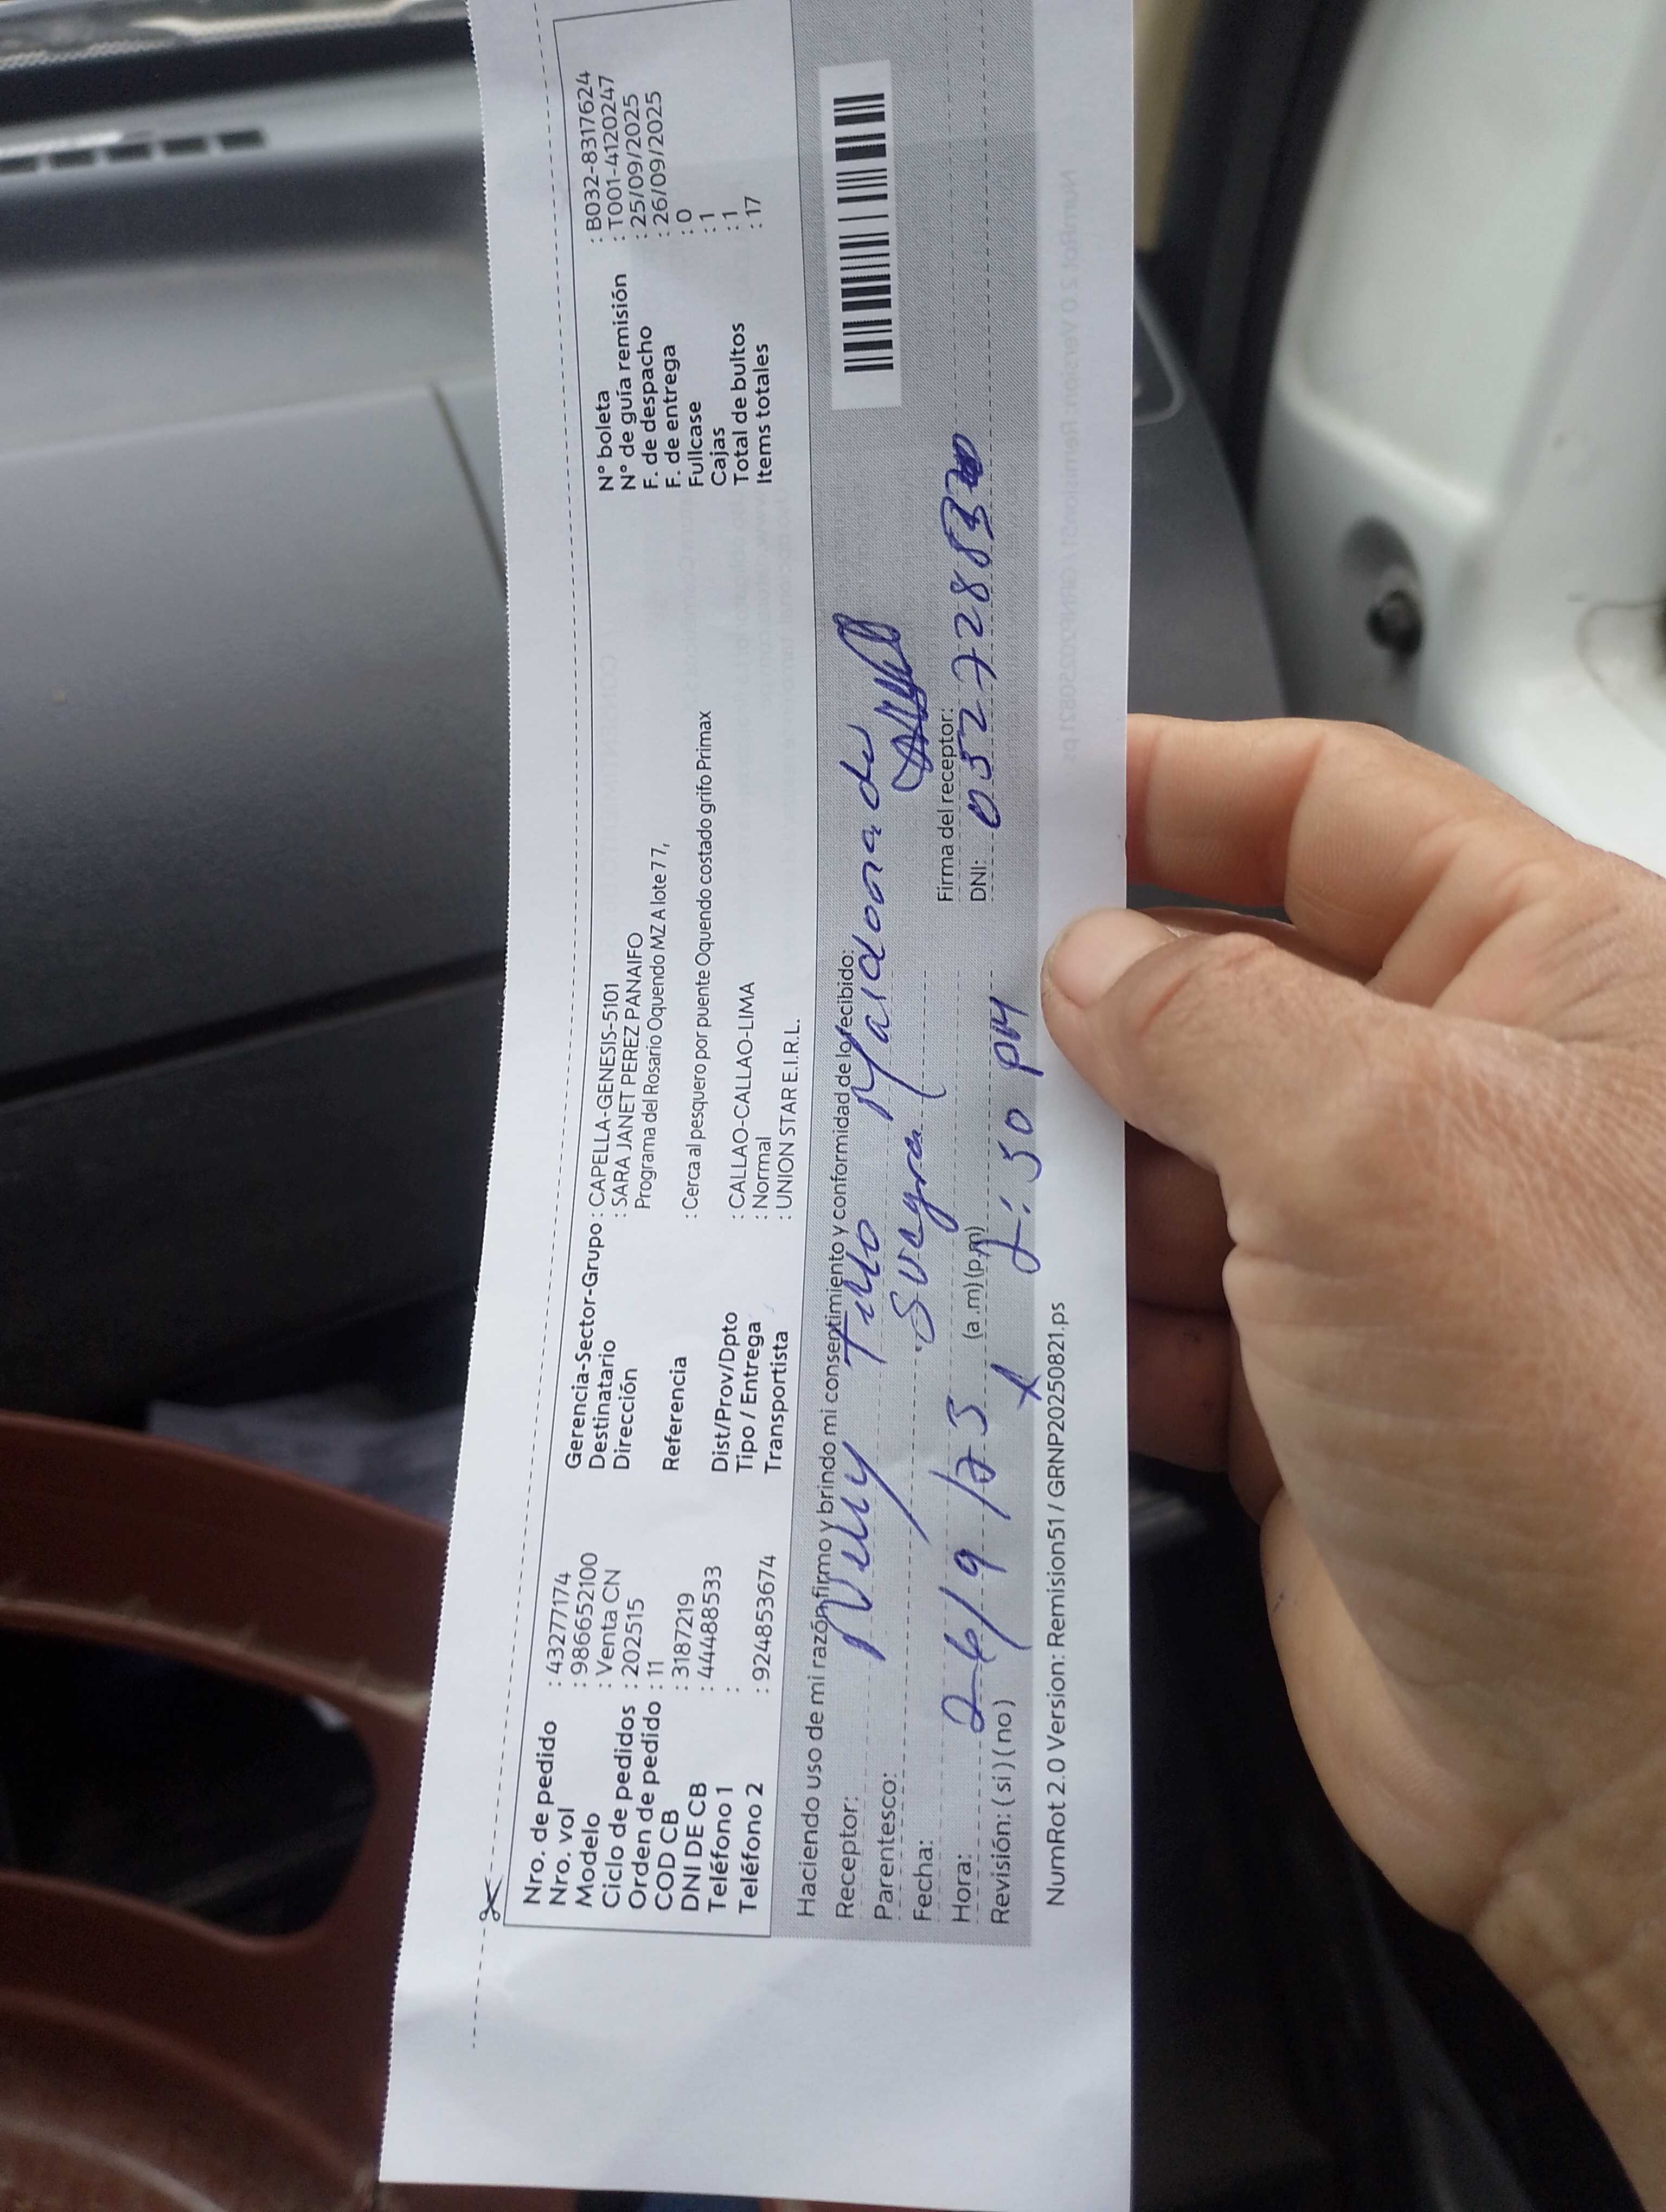 Nro. de pedido : 43277174
Nro. vol : 9866652100
Modelo : Venta CN
Ciclo de pedidos : 202515
Orden de pedido : 11
COD CB : 3187219
DNI DE CB : 44488533
Teléfono 1 :
Teléfono 2 : 924853674
Gerencia-Sector-Grupo : CAPELLA-GENESIS-5101
Destinatario : SARA JANET PEREZ PANAIFO
Dirección Programa del Rosario Oquendo MZ A lote 7 7,
Referencia : Cerca al pesquero por puente Oquendo costado grifo Primax
Dist/Prov/Dpto : CALLAO-CALLAO-LIMA
Tipo / Entrega : Normal
Transportista : UNION STAR E.I.R.L.
N° boleta : B032-8317624
N° de guía remisión : T001-4120247
F. de despacho : 25/09/2025
F. de entrega : 26/09/2025
Fullcase : 0
Cajas : 1
Total de bultos : 1
Items totales : 17
Haciendo uso de mi razón firmo y brindo mi consentimiento y conformidad de lo recibido:
Receptor: Nelly Tillo Maldonado
Parentesco: Suegra
Fecha: 26/9/25
Hora: (a.m) (p.m) 2:50 PM
Revisión: ( si ) ( no )
Firma del receptor:
DNI:
NumRot 2.0 Version: Remision51 / GRNP20250821.ps